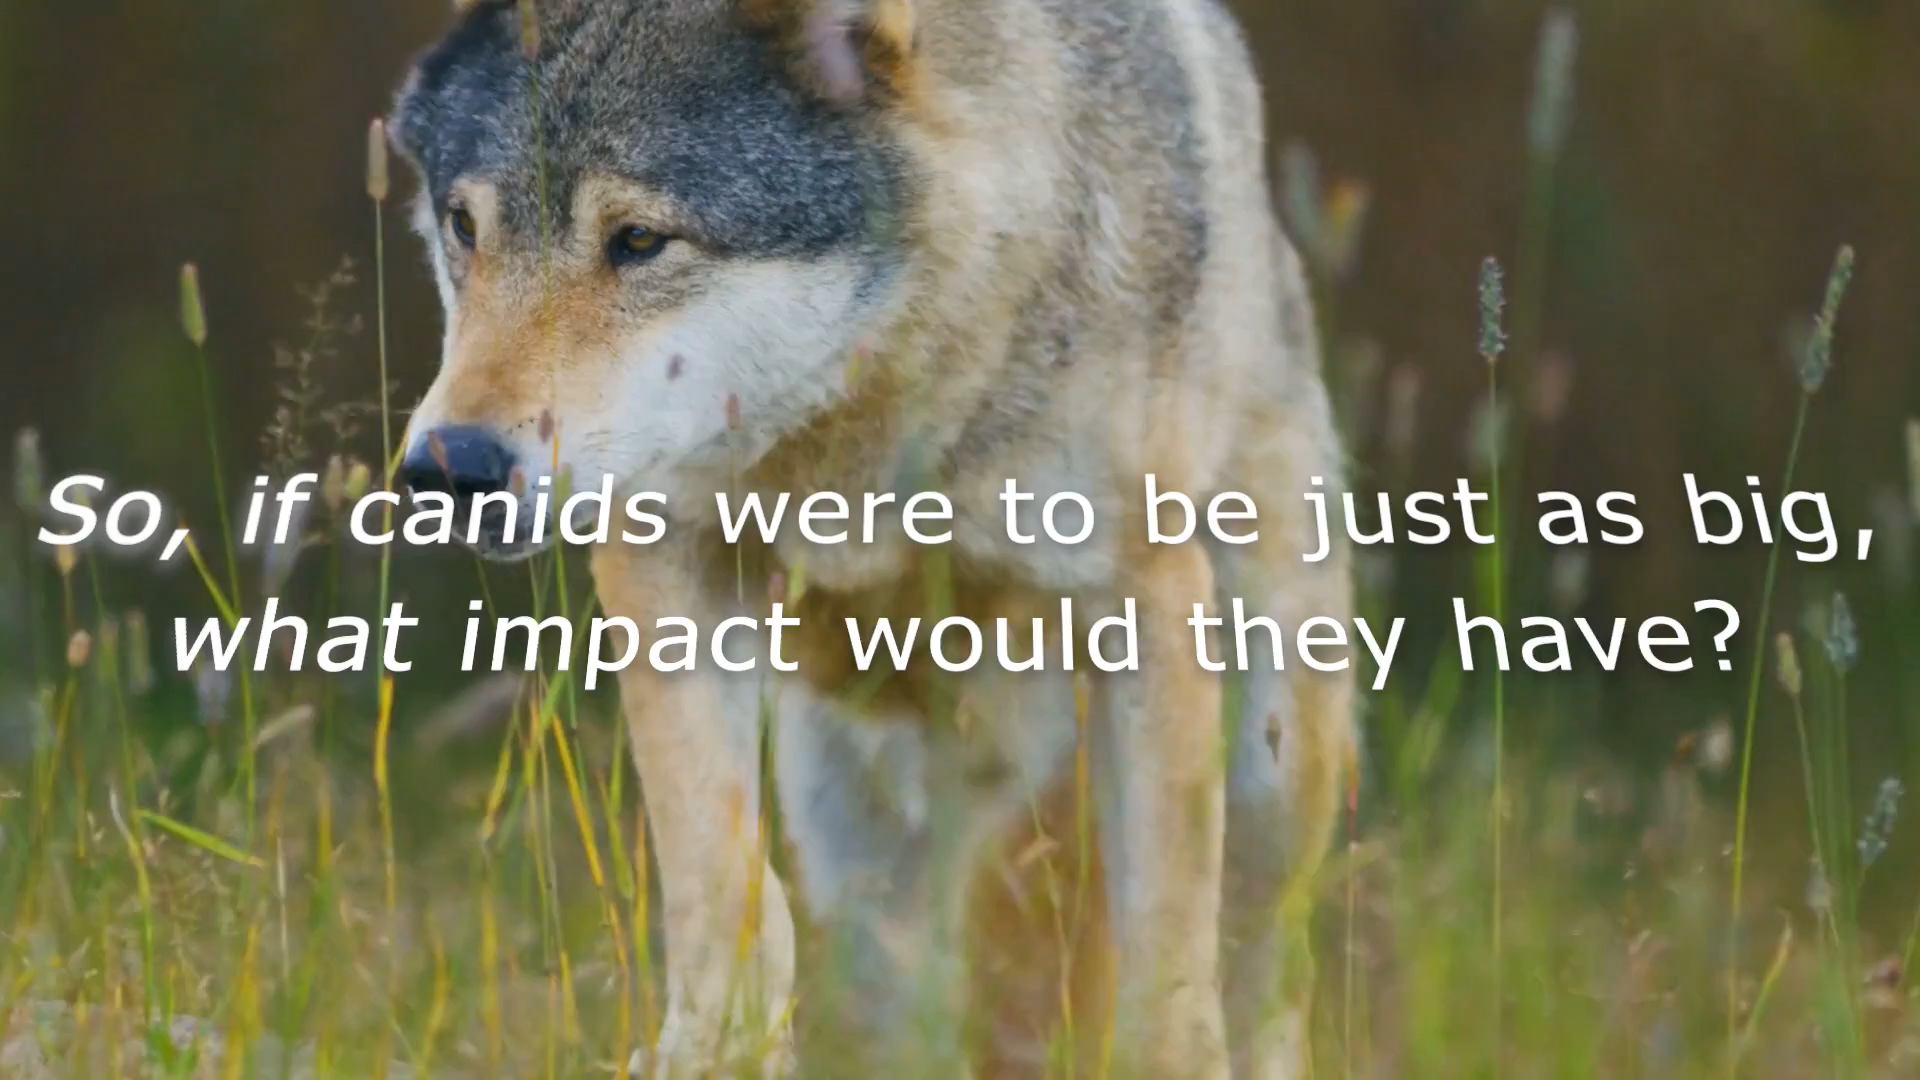 So, if canids were to be just as big,
what impact would they have?